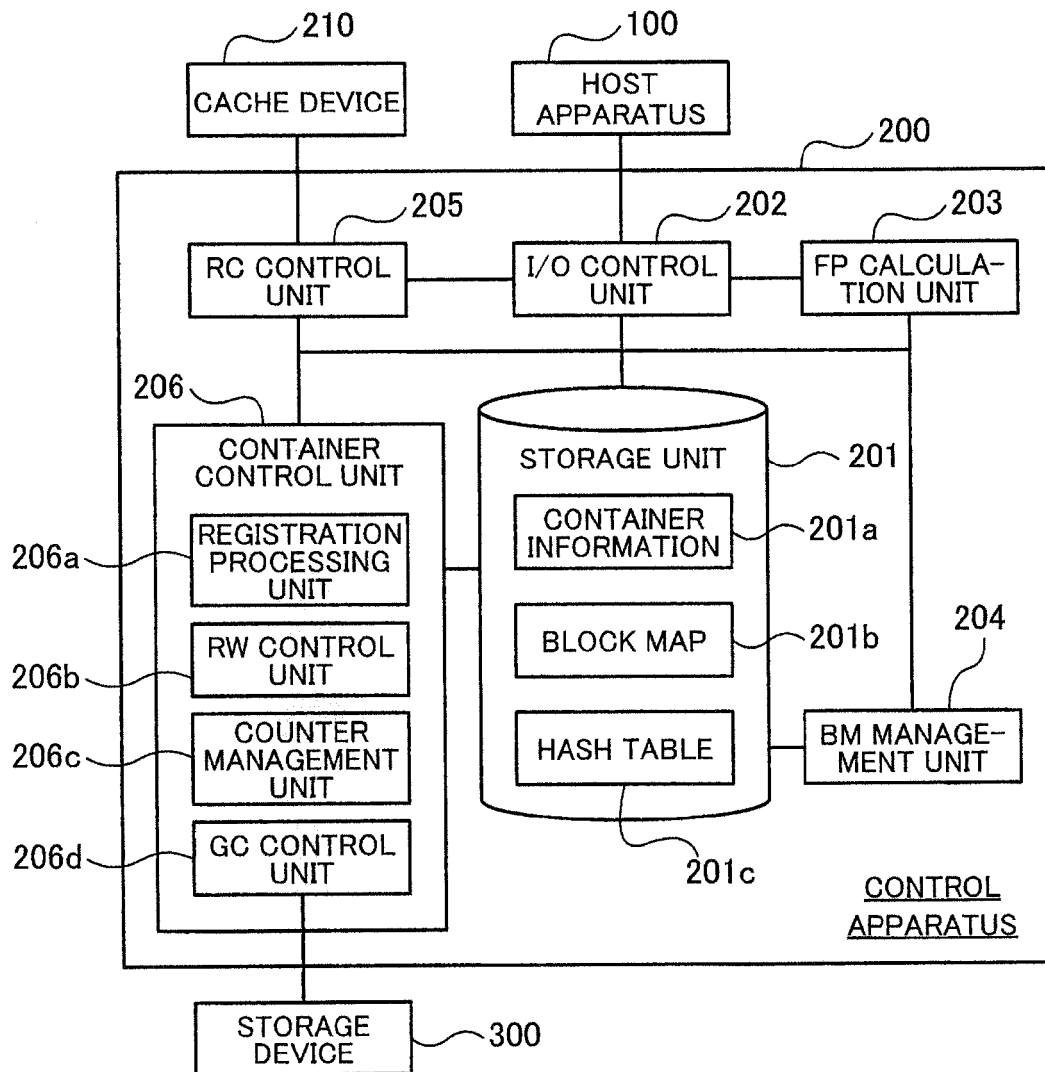 210
100
CACHE DEVICE
HOST
APPARATUS
200
205
202
203
RC CONTROL
UNIT
I/O CONTROL
UNIT
FP CALCULA-
TION UNIT
206
CONTAINER
CONTROL UNIT
STORAGE UNIT
201
REGISTRATION
PROCESSING
UNIT
206a
CONTAINER
INFORMATION
201a
RW CONTROL
UNIT
206b
BLOCK MAP
201b
204
COUNTER
MANAGEMENT
UNIT
206c
HASH TABLE
BM MANAGE-
MENT UNIT
GC CONTROL
UNIT
206d
201c
CONTROL
APPARATUS
STORAGE
DEVICE
300